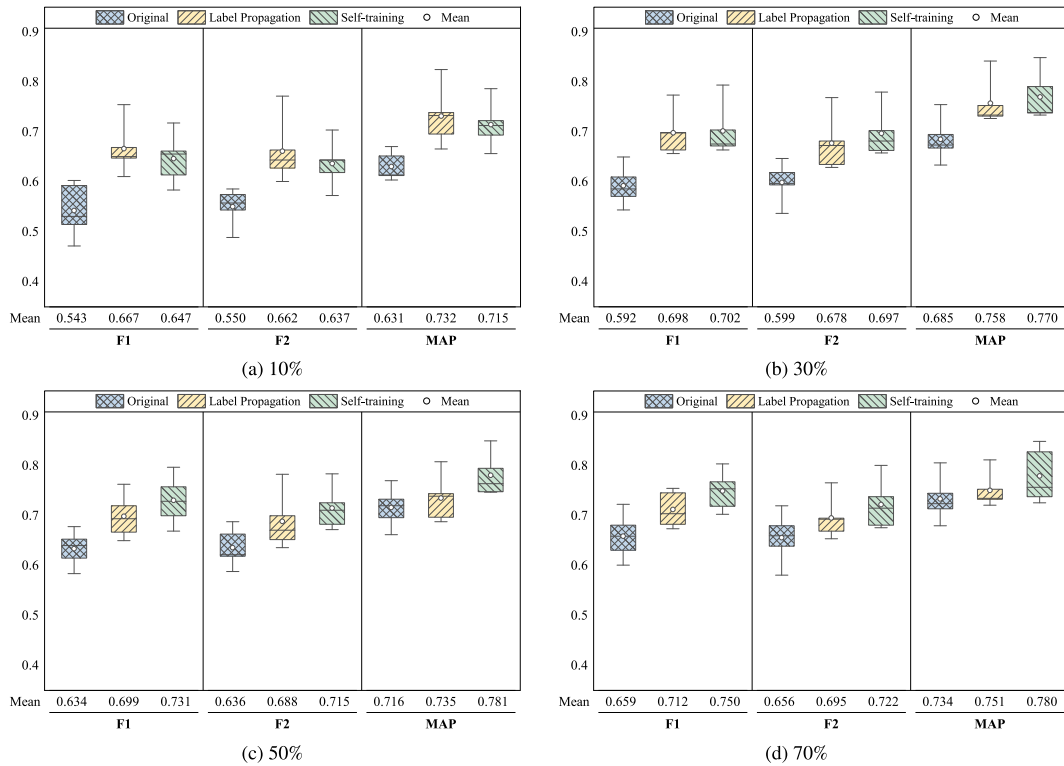 Original Label Propagation Self-training Mean
0.9
0.8
0.7
0.6
0.5
0.4
Mean 0.543 0.667 0.647 0.550 0.662 0.637 0.631 0.732 0.715
F1 F2 MAP
(a) 10%
Original Label Propagation Self-training Mean
0.9
0.8
0.7
0.6
0.5
0.4
Mean 0.592 0.698 0.702 0.599 0.678 0.697 0.685 0.758 0.770
F1 F2 MAP
(b) 30%
Original Label Propagation Self-training Mean
0.9
0.8
0.7
0.6
0.5
0.4
Mean 0.634 0.699 0.731 0.636 0.688 0.715 0.716 0.735 0.781
F1 F2 MAP
(c) 50%
Original Label Propagation Self-training Mean
0.9
0.8
0.7
0.6
0.5
0.4
Mean 0.659 0.712 0.750 0.656 0.695 0.722 0.734 0.751 0.780
F1 F2 MAP
(d) 70%